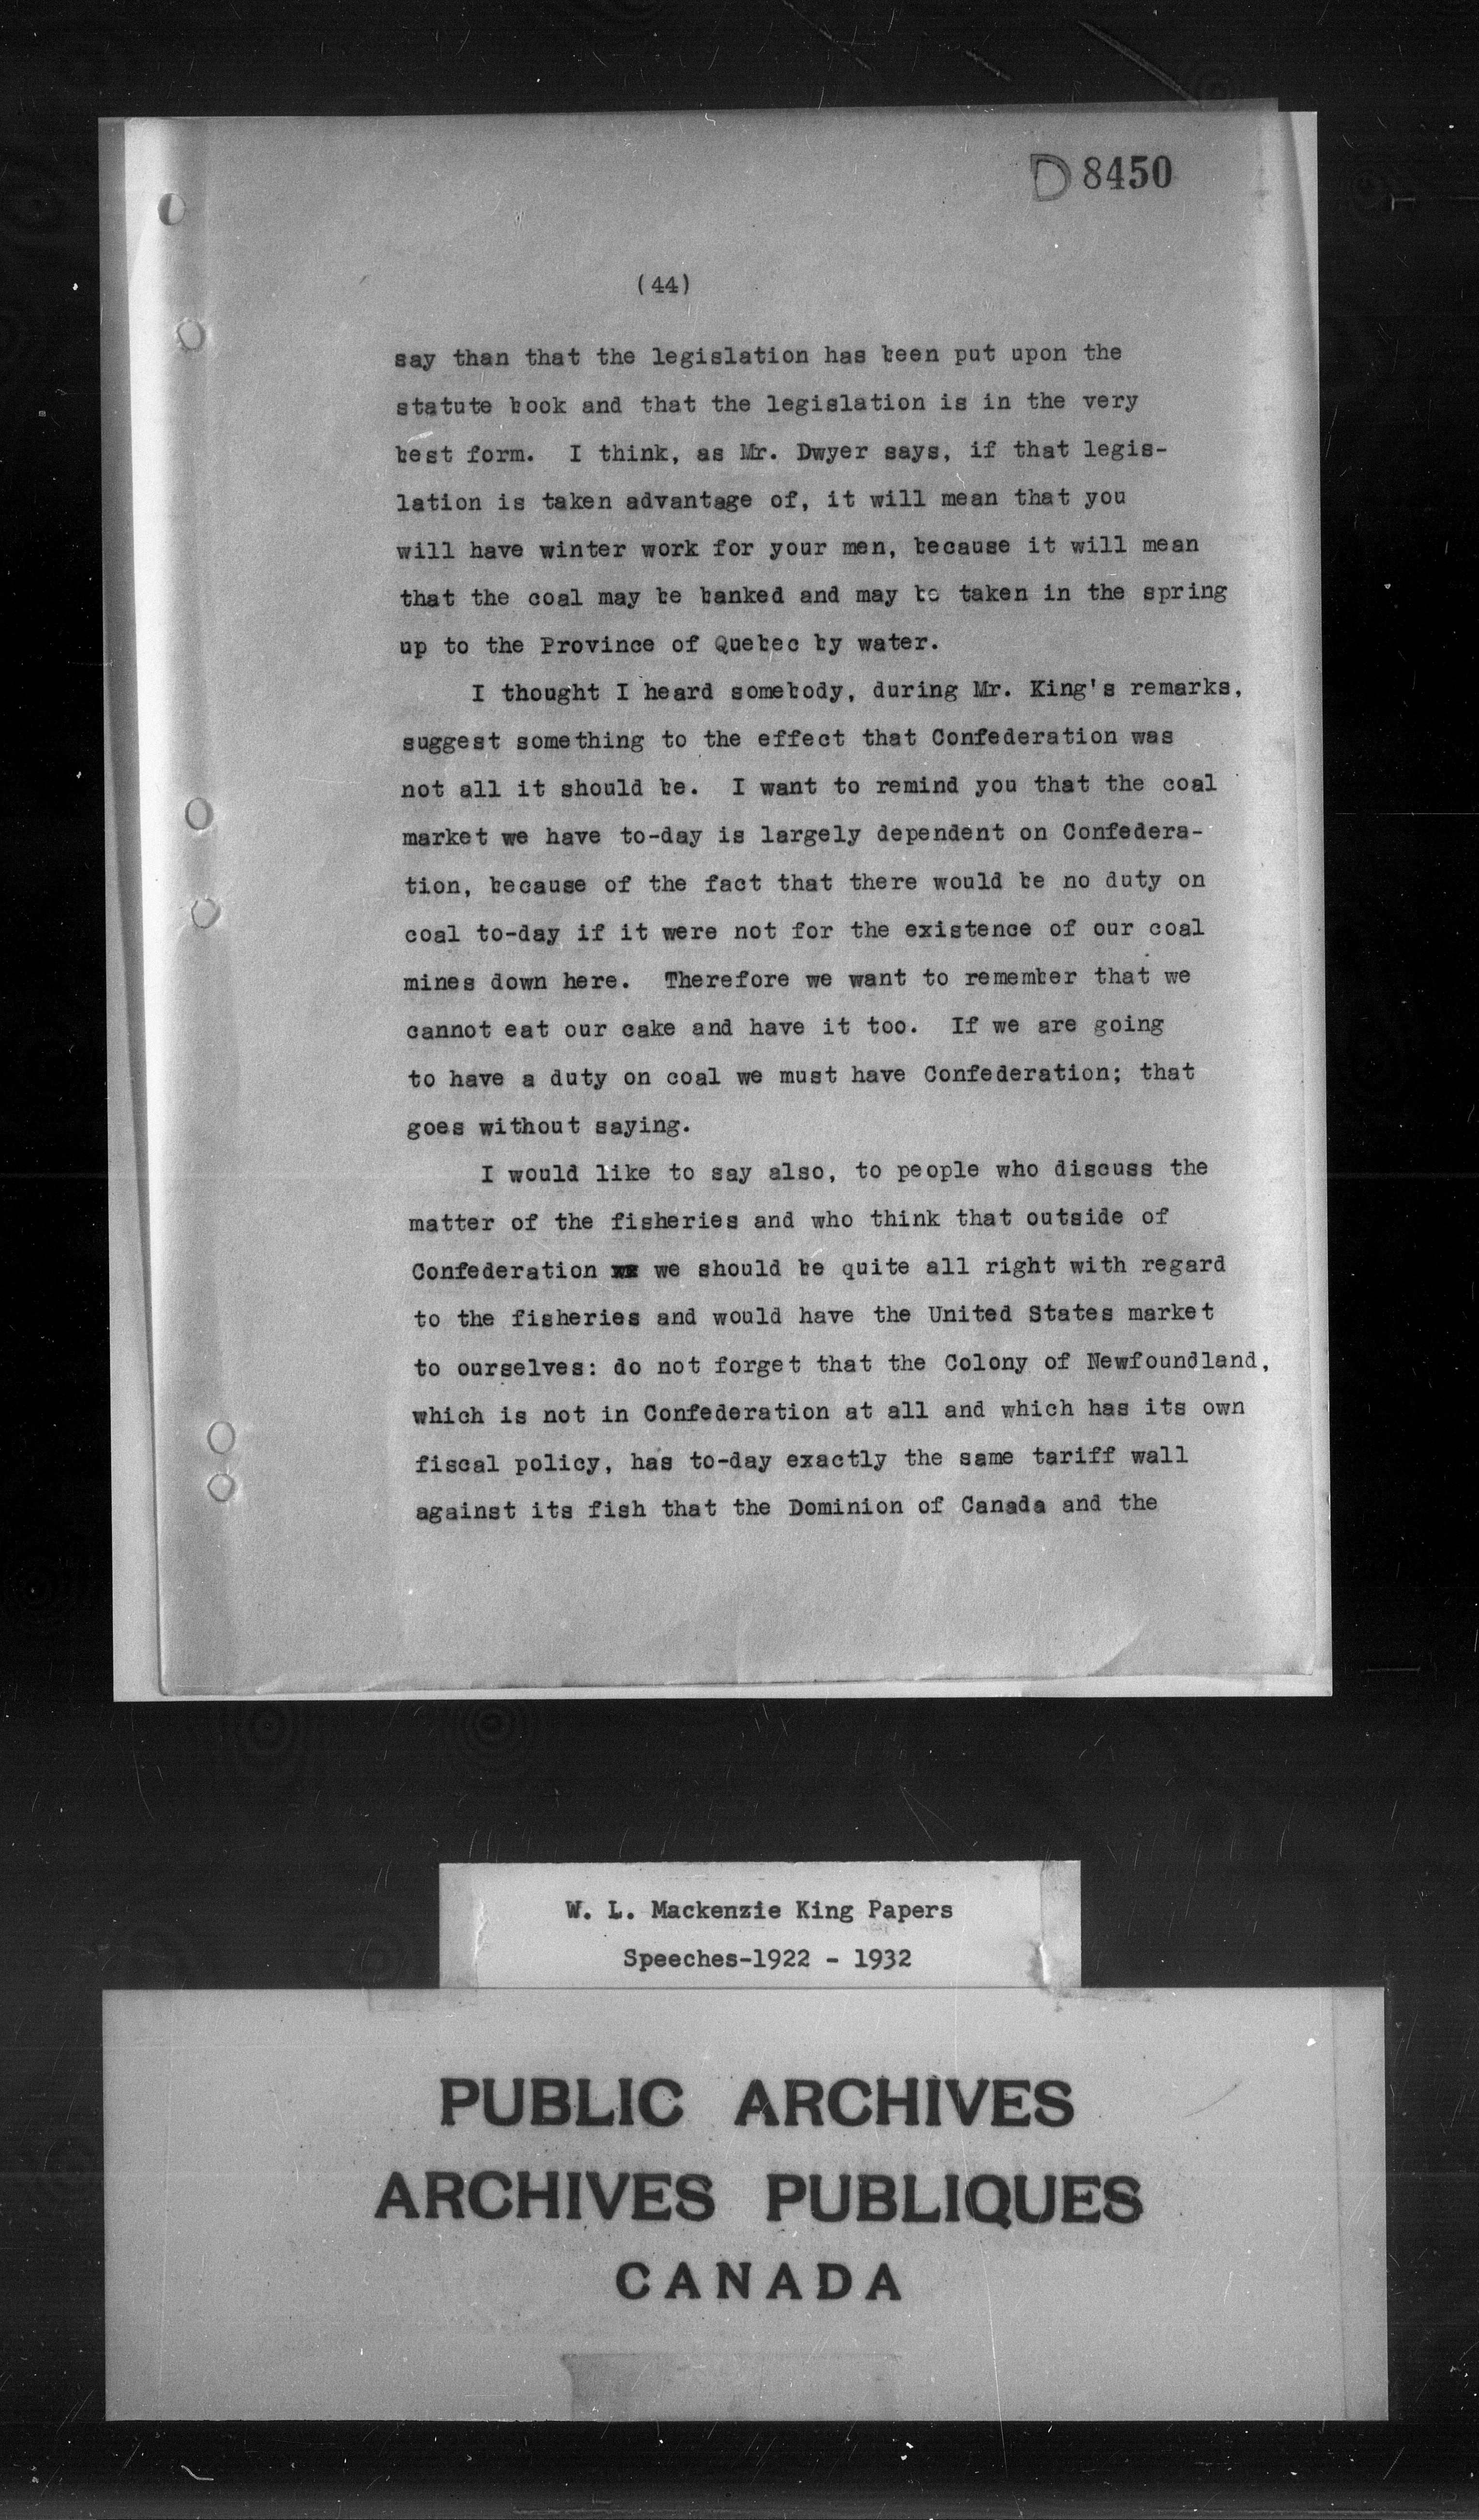 D 8450
(44)
say than that the legislation has been put upon the
statute book and that the legislation is in the very
best form. I think, as Mr. Dwyer says, if that legis-
lation is taken advantage of, it will mean that you
will have winter work for your men, because it will mean
that the coal may be banked and may be taken in the spring
up to the Province of Quebec by water.
I thought I heard somebody, during Mr. King's remarks,
suggest something to the effect that Confederation was
not all it should be. I want to remind you that the coal
market we have to-day is largely dependent on Confedera-
tion, because of the fact that there would be no duty on
coal to-day if it were not for the existence of our coal
mines down here. Therefore we want to remember that we
cannot eat our cake and have it too. If we are going
to have a duty on coal we must have Confederation; that
goes without saying.
I would like to say also, to people who discuss the
matter of the fisheries and who think that outside of
Confederation xx we should be quite all right with regard
to the fisheries and would have the United States market
to ourselves: do not forget that the Colony of Newfoundland,
which is not in Confederation at all and which has its own
fiscal policy, has to-day exactly the same tariff wall
against its fish that the Dominion of Canada and the
W. L. Mackenzie King Papers
Speeches-1922 - 1932
PUBLIC ARCHIVES
ARCHIVES PUBLIQUES
CANADA